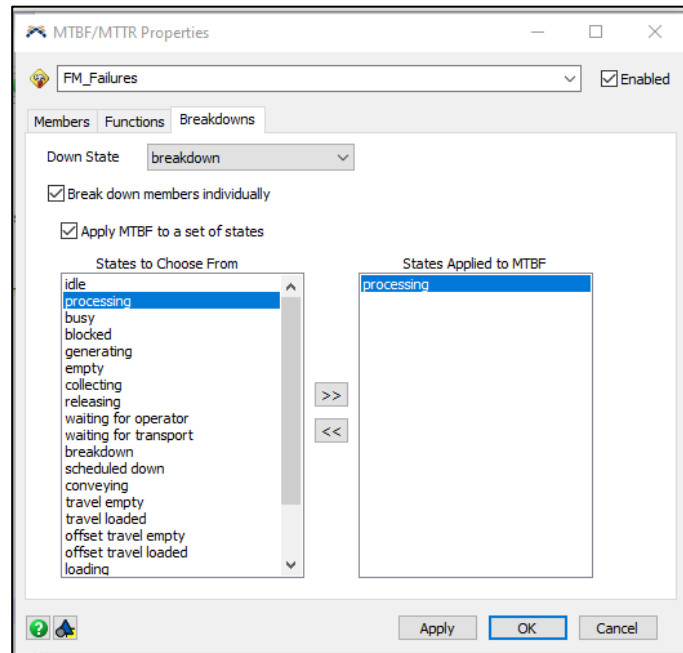 MTBF/MTTR Properties
FM_Failures
Enabled
Members Functions Breakdowns
Down State breakdown
Break down members individually
Apply MTBF to a set of states
States to Choose From States Applied to MTBF
idle processing
processing
busy
blocked
generating
empty
collecting
releasing
>>
waiting for operator
waiting for transport
<<
breakdown
scheduled down
conveying
travel empty
travel loaded
offset travel empty
offset travel loaded
loading
Apply OK Cancel